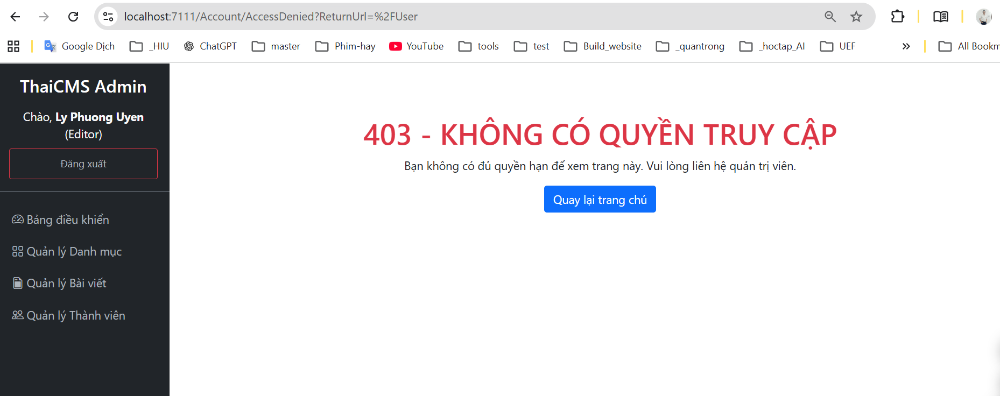 localhost:7111/Account/AccessDenied?ReturnUrl=%2FUser
Google Dịch _HIU ChatGPT master Phim-hay YouTube tools test Build_website _quantrong _hoctap_AI UEF » All Bookm
ThaiCMS Admin
Chào, Ly Phuong Uyen
(Editor)
Đăng xuất
Bảng điều khiển
Quản lý Danh mục
Quản lý Bài viết
Quản lý Thành viên
403 - KHÔNG CÓ QUYỀN TRUY CẬP
Bạn không có đủ quyền hạn để xem trang này. Vui lòng liên hệ quản trị viên.
Quay lại trang chủ